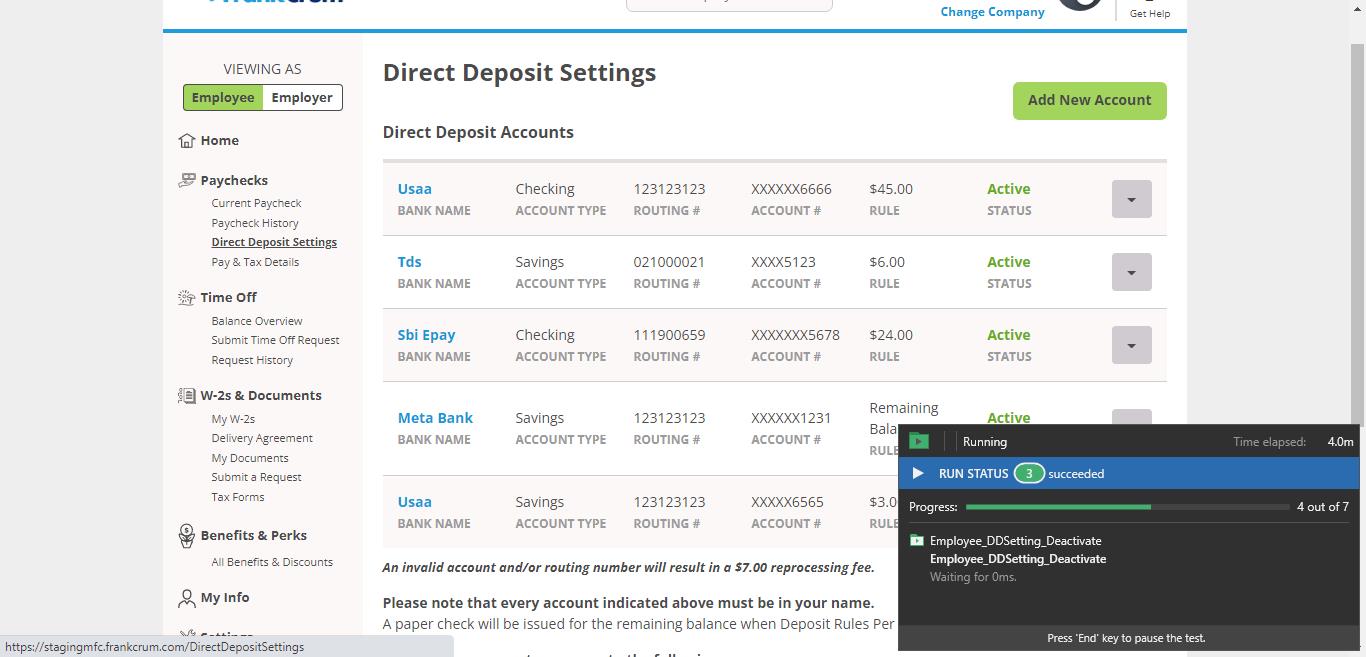 Change Company
Get Help
VIEWING AS
Employee Employer
Home
Paychecks
Current Paycheck
Paycheck History
Direct Deposit Settings
Pay & Tax Details
Time Off
Balance Overview
Submit Time Off Request
Request History
W-2s & Documents
My W-2s
Delivery Agreement
My Documents
Submit a Request
Tax Forms
Benefits & Perks
All Benefits & Discounts
My Info
Settings
https://stagingmfc.frankcrum.com/DirectDepositSettings
Direct Deposit Settings
Add New Account
Direct Deposit Accounts
Usaa Checking 123123123 XXXXXX6666 $45.00 Active
BANK NAME ACCOUNT TYPE ROUTING # ACCOUNT # RULE STATUS
Tds Savings 021000021 XXXX5123 $6.00 Active
BANK NAME ACCOUNT TYPE ROUTING # ACCOUNT # RULE STATUS
Sbi Epay Checking 111900659 XXXXXXX5678 $24.00 Active
BANK NAME ACCOUNT TYPE ROUTING # ACCOUNT # RULE STATUS
Remaining
Meta Bank Savings 123123123 XXXXXX1231 Active
Bala
BANK NAME ACCOUNT TYPE ROUTING # ACCOUNT # RULE
Usaa Savings 123123123 XXXXX6565 $3.0
BANK NAME ACCOUNT TYPE ROUTING # ACCOUNT # RULE
An invalid account and/or routing number will result in a $7.00 reprocessing fee.
Please note that every account indicated above must be in your name.
A paper check will be issued for the remaining balance when Deposit Rules Per
Running Time elapsed: 4.0m
RUN STATUS 3 succeeded
Progress: 4 out of 7
Employee_DDSetting_Deactivate
Employee_DDSetting_Deactivate
Waiting for 0ms.
Press 'End' key to pause the test.